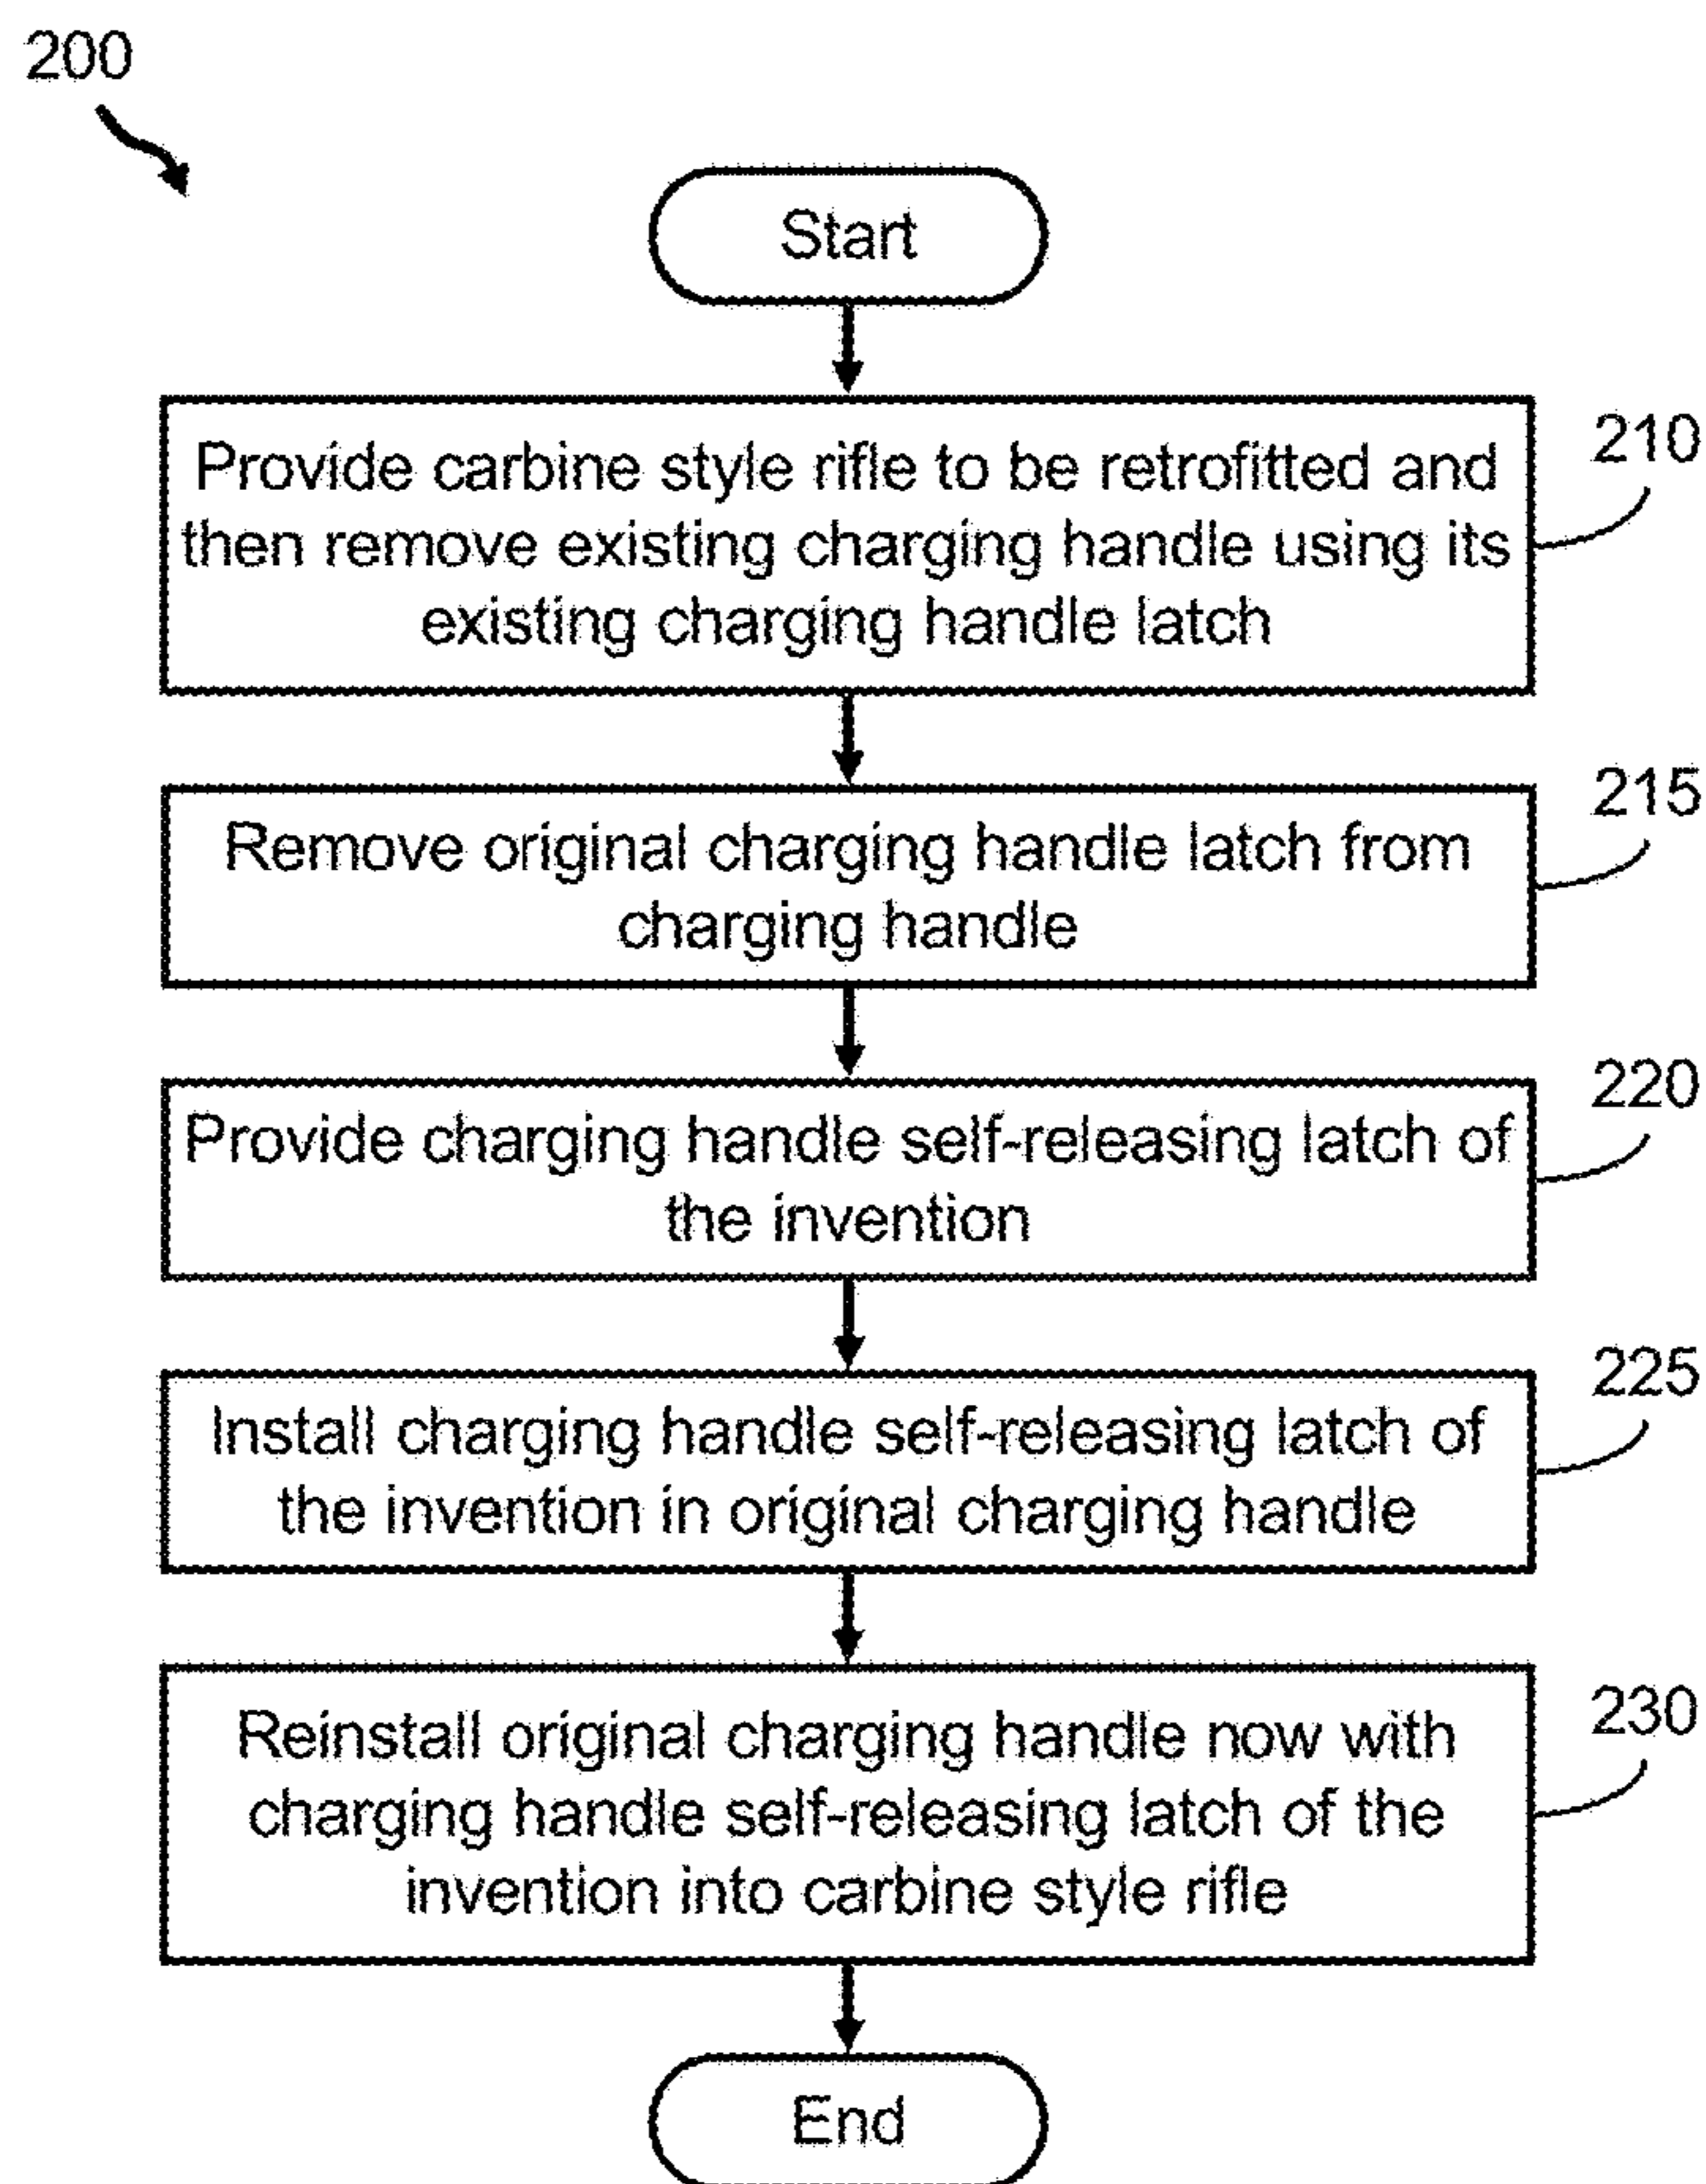 200
Start
Provide carbine style rifle to be retrofitted and
then remove existing charging handle using its
existing charging handle latch
210
Remove original charging handle latch from
charging handle
215
Provide charging handle self-releasing latch of
the invention
220
Install charging handle self-releasing latch of
the invention in original charging handle
225
Reinstall original charging handle now with
charging handle self-releasing latch of the
invention into carbine style rifle
230
End